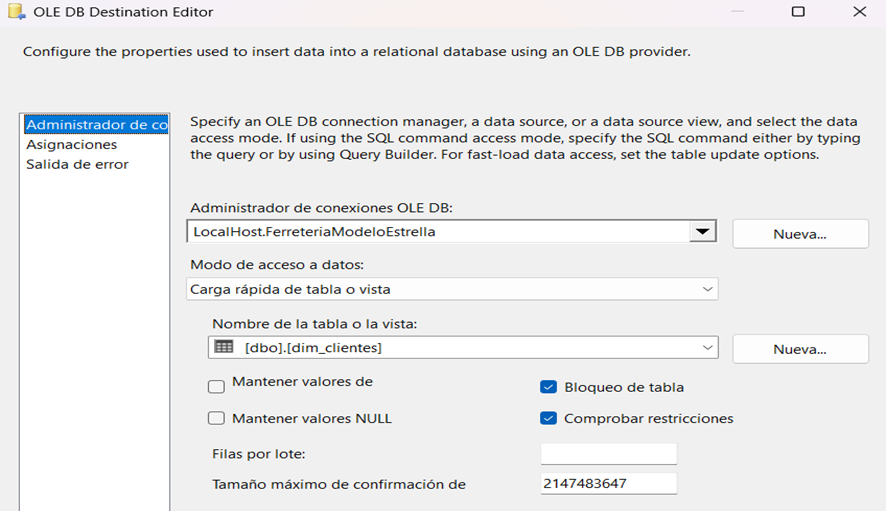 OLE DB Destination Editor
Configure the properties used to insert data into a relational database using an OLE DB provider.
Administrador de co
Asignaciones
Salida de error
Specify an OLE DB connection manager, a data source, or a data source view, and select the data
access mode. If using the SQL command access mode, specify the SQL command either by typing
the query or by using Query Builder. For fast-load data access, set the table update options.
Administrador de conexiones OLE DB:
LocalHost.FerreteriaModeloEstrella
Nueva...
Modo de acceso a datos:
Carga rápida de tabla o vista
Nombre de la tabla o la vista:
[dbo].[dim_clientes]
Nueva...
Mantener valores de
Bloqueo de tabla
Mantener valores NULL
Comprobar restricciones
Filas por lote:
Tamaño máximo de confirmación de
2147483647